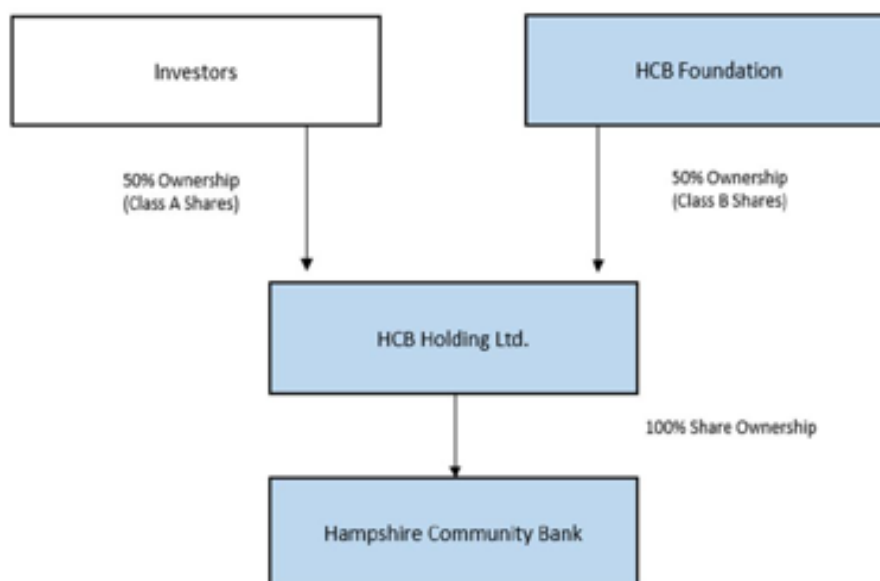 Investors
HCB Foundation
50% Ownership
(Class A Shares)
50% Ownership
(Class B Shares)
HCB Holding Ltd.
100% Share Ownership
Hampshire Community Bank